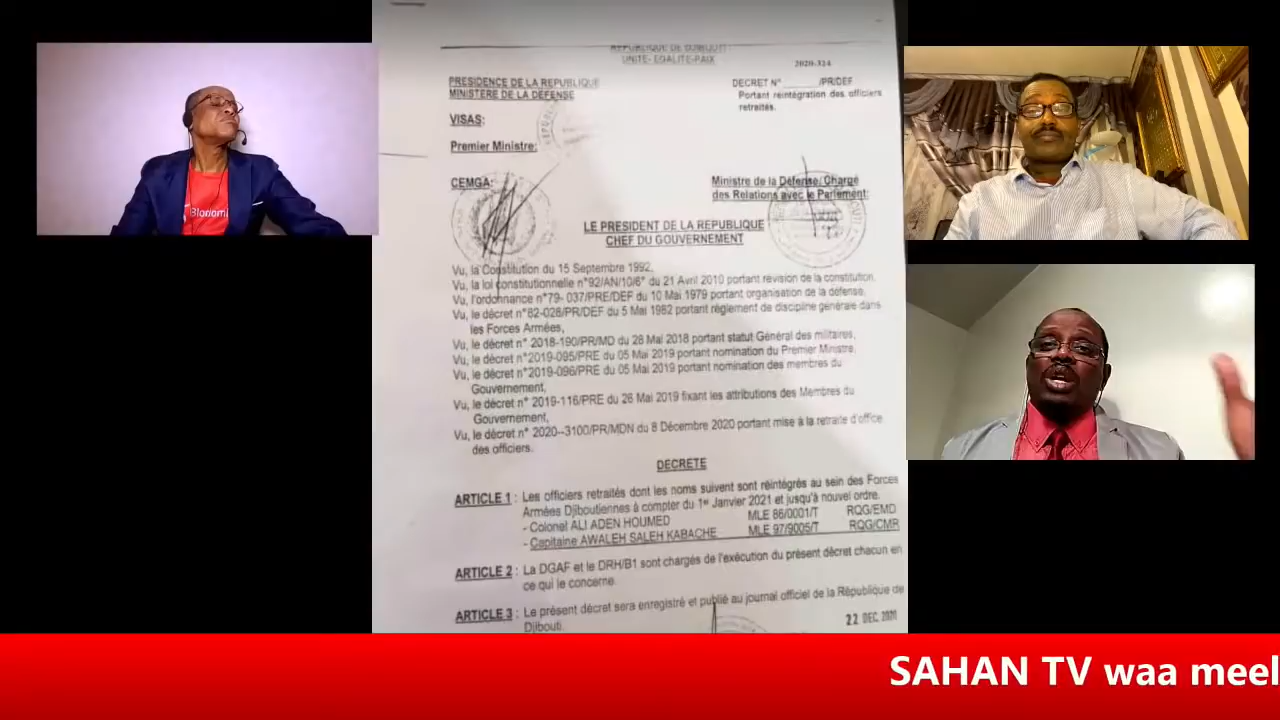 REPUBLIQUE DE DJIBOUTI
UNITE- EGALITE-PAIX
2020-324
PRESIDENCE DE LA REPUBLIQUE
MINISTERE DE LA DÉFENSE
DECRET N° ______/PR/DEF
Portant reintégration des officiers
retraités.
VISAS:
Premier Ministre:
CEMGA:
Ministre de la Défense, Chargé
des Relations avec le Parlement:
LE PRESIDENT DE LA REPUBLIQUE
CHEF DU GOUVERNEMENT
Vu, la Constitution du 15 Septembre 1992,
Vu, la loi constitutionnelle n°92/AN/10/6° du 21 Avril 2010 portant revision de la constitution,
Vu, l'ordonnance n°79- 037/PRE/DEF du 10 Mai 1979 portant organisation de la défense,
Vu, le décret n°82-028/PR/DEF du 5 Mai 1982 portant règlement de discipline générale dans
les Forces Armées,
Vu, le décret n° 2018-190/PR/MD du 28 Mai 2018 portant statut Général des militaires,
Vu, le décret n°2019-095/PRE du 05 Mai 2019 portant nomination du Premier Ministre,
Vu, le décret n°2019-096/PRE du 05 Mai 2019 portant nomination des membres du
Gouvernement,
Vu, le décret n° 2019-116/PRE du 26 Mai 2019 fixant les attributions des Membres du
Gouvernement,
Vu, le décret n° 2020--3100/PR/MDN du 8 Décembre 2020 portant mise à la retraite d'office
des officiers.
DECRETE
ARTICLE 1 : Les officiers retraités dont les noms suivent sont réintégrés au sein des Forces
Armées Djiboutiennes à compter du 1er Janvier 2021 et jusqu'à nouvel ordre.
- Colonel ALI ADEN HOUMED MLE 86/0001/T RQG/EMD
- Capitaine AWALEH SALEH KABACHE MLE 97/9005/T RQG/CMR
ARTICLE 2 : La DGAF et le DRH/B1 sont chargés de l'exécution du présent décret chacun en
ce qui le concerne.
ARTICLE 3 : Le présent décret sera enregistré et publié au journal officiel de la République de
Djibouti.
22 DEC. 2020
SAHAN TV waa meel